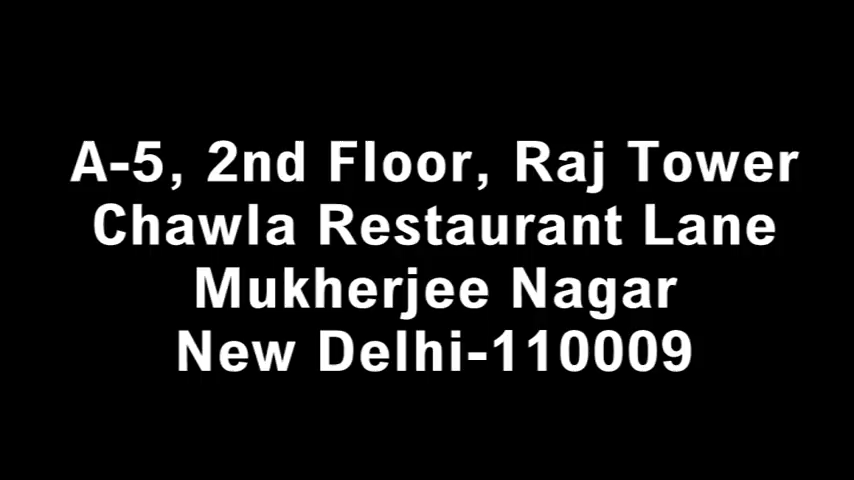 A-5, 2nd Floor, Raj Tower
Chawla Restaurant Lane
Mukherjee Nagar
New Delhi-110009